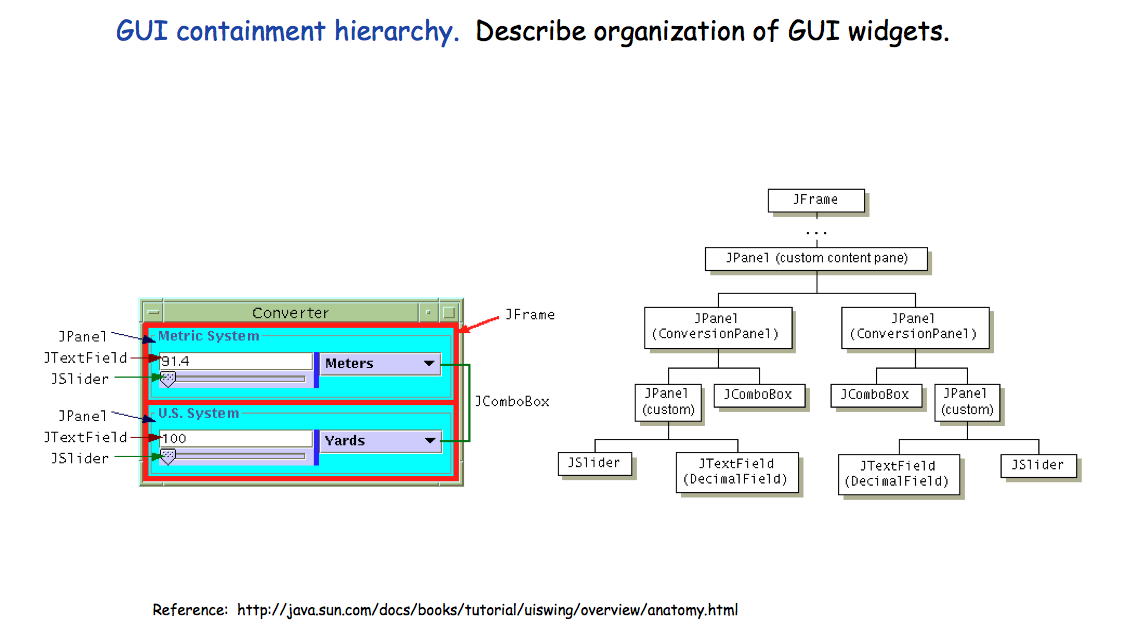 GUI containment hierarchy. Describe organization of GUI widgets.
Converter
JFrame
JPanel
Metric System
JTextField
91.4
Meters
JSlider
JComboBox
JPanel
U.S. System
JTextField
100
Yards
JSlider
JFrame
...
JPanel (custom content pane)
JPanel
(ConversionPanel)
JPanel
(ConversionPanel)
JPanel
(custom)
JComboBox
JComboBox
JPanel
(custom)
JSlider
JTextField
(DecimalField)
JTextField
(DecimalField)
JSlider
Reference: http://java.sun.com/docs/books/tutorial/uiswing/overview/anatomy.html